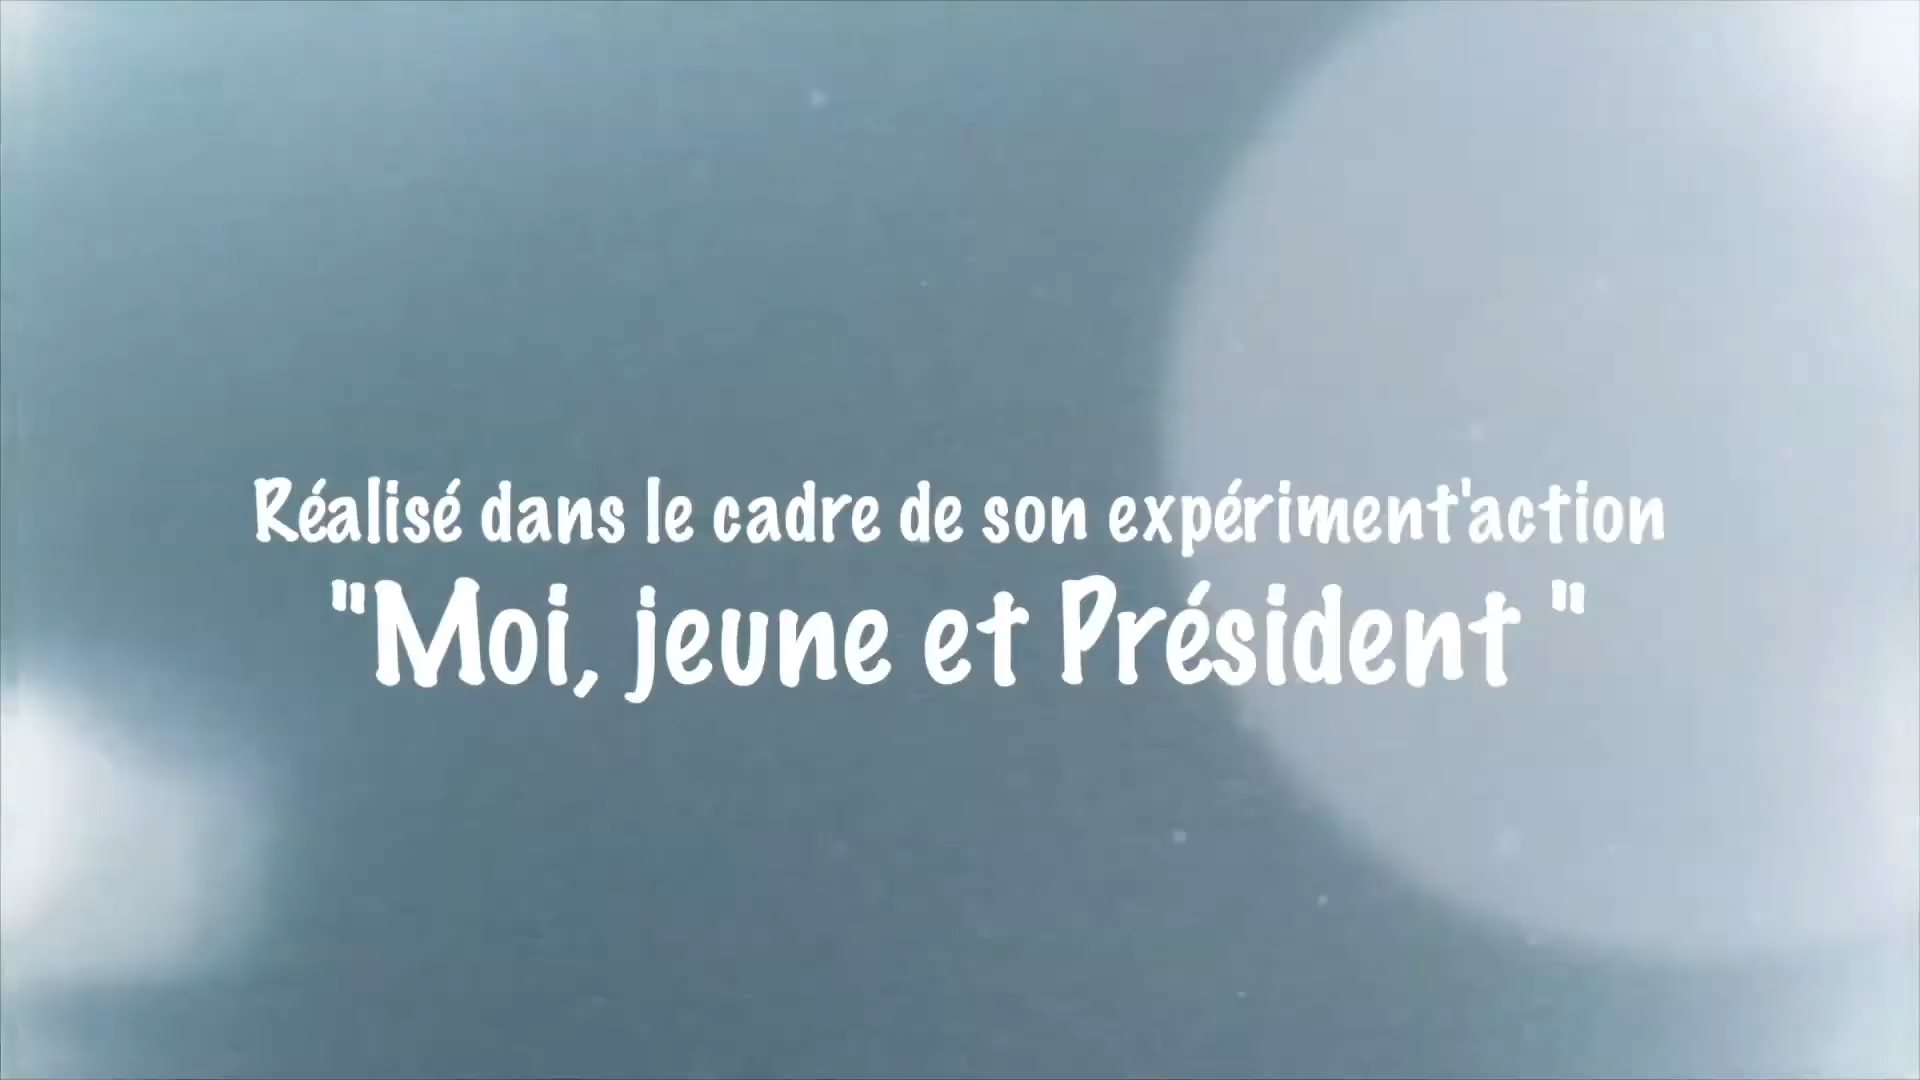 Réalisé dans le cadre de son expériment'action
"Moi, jeune et Président "